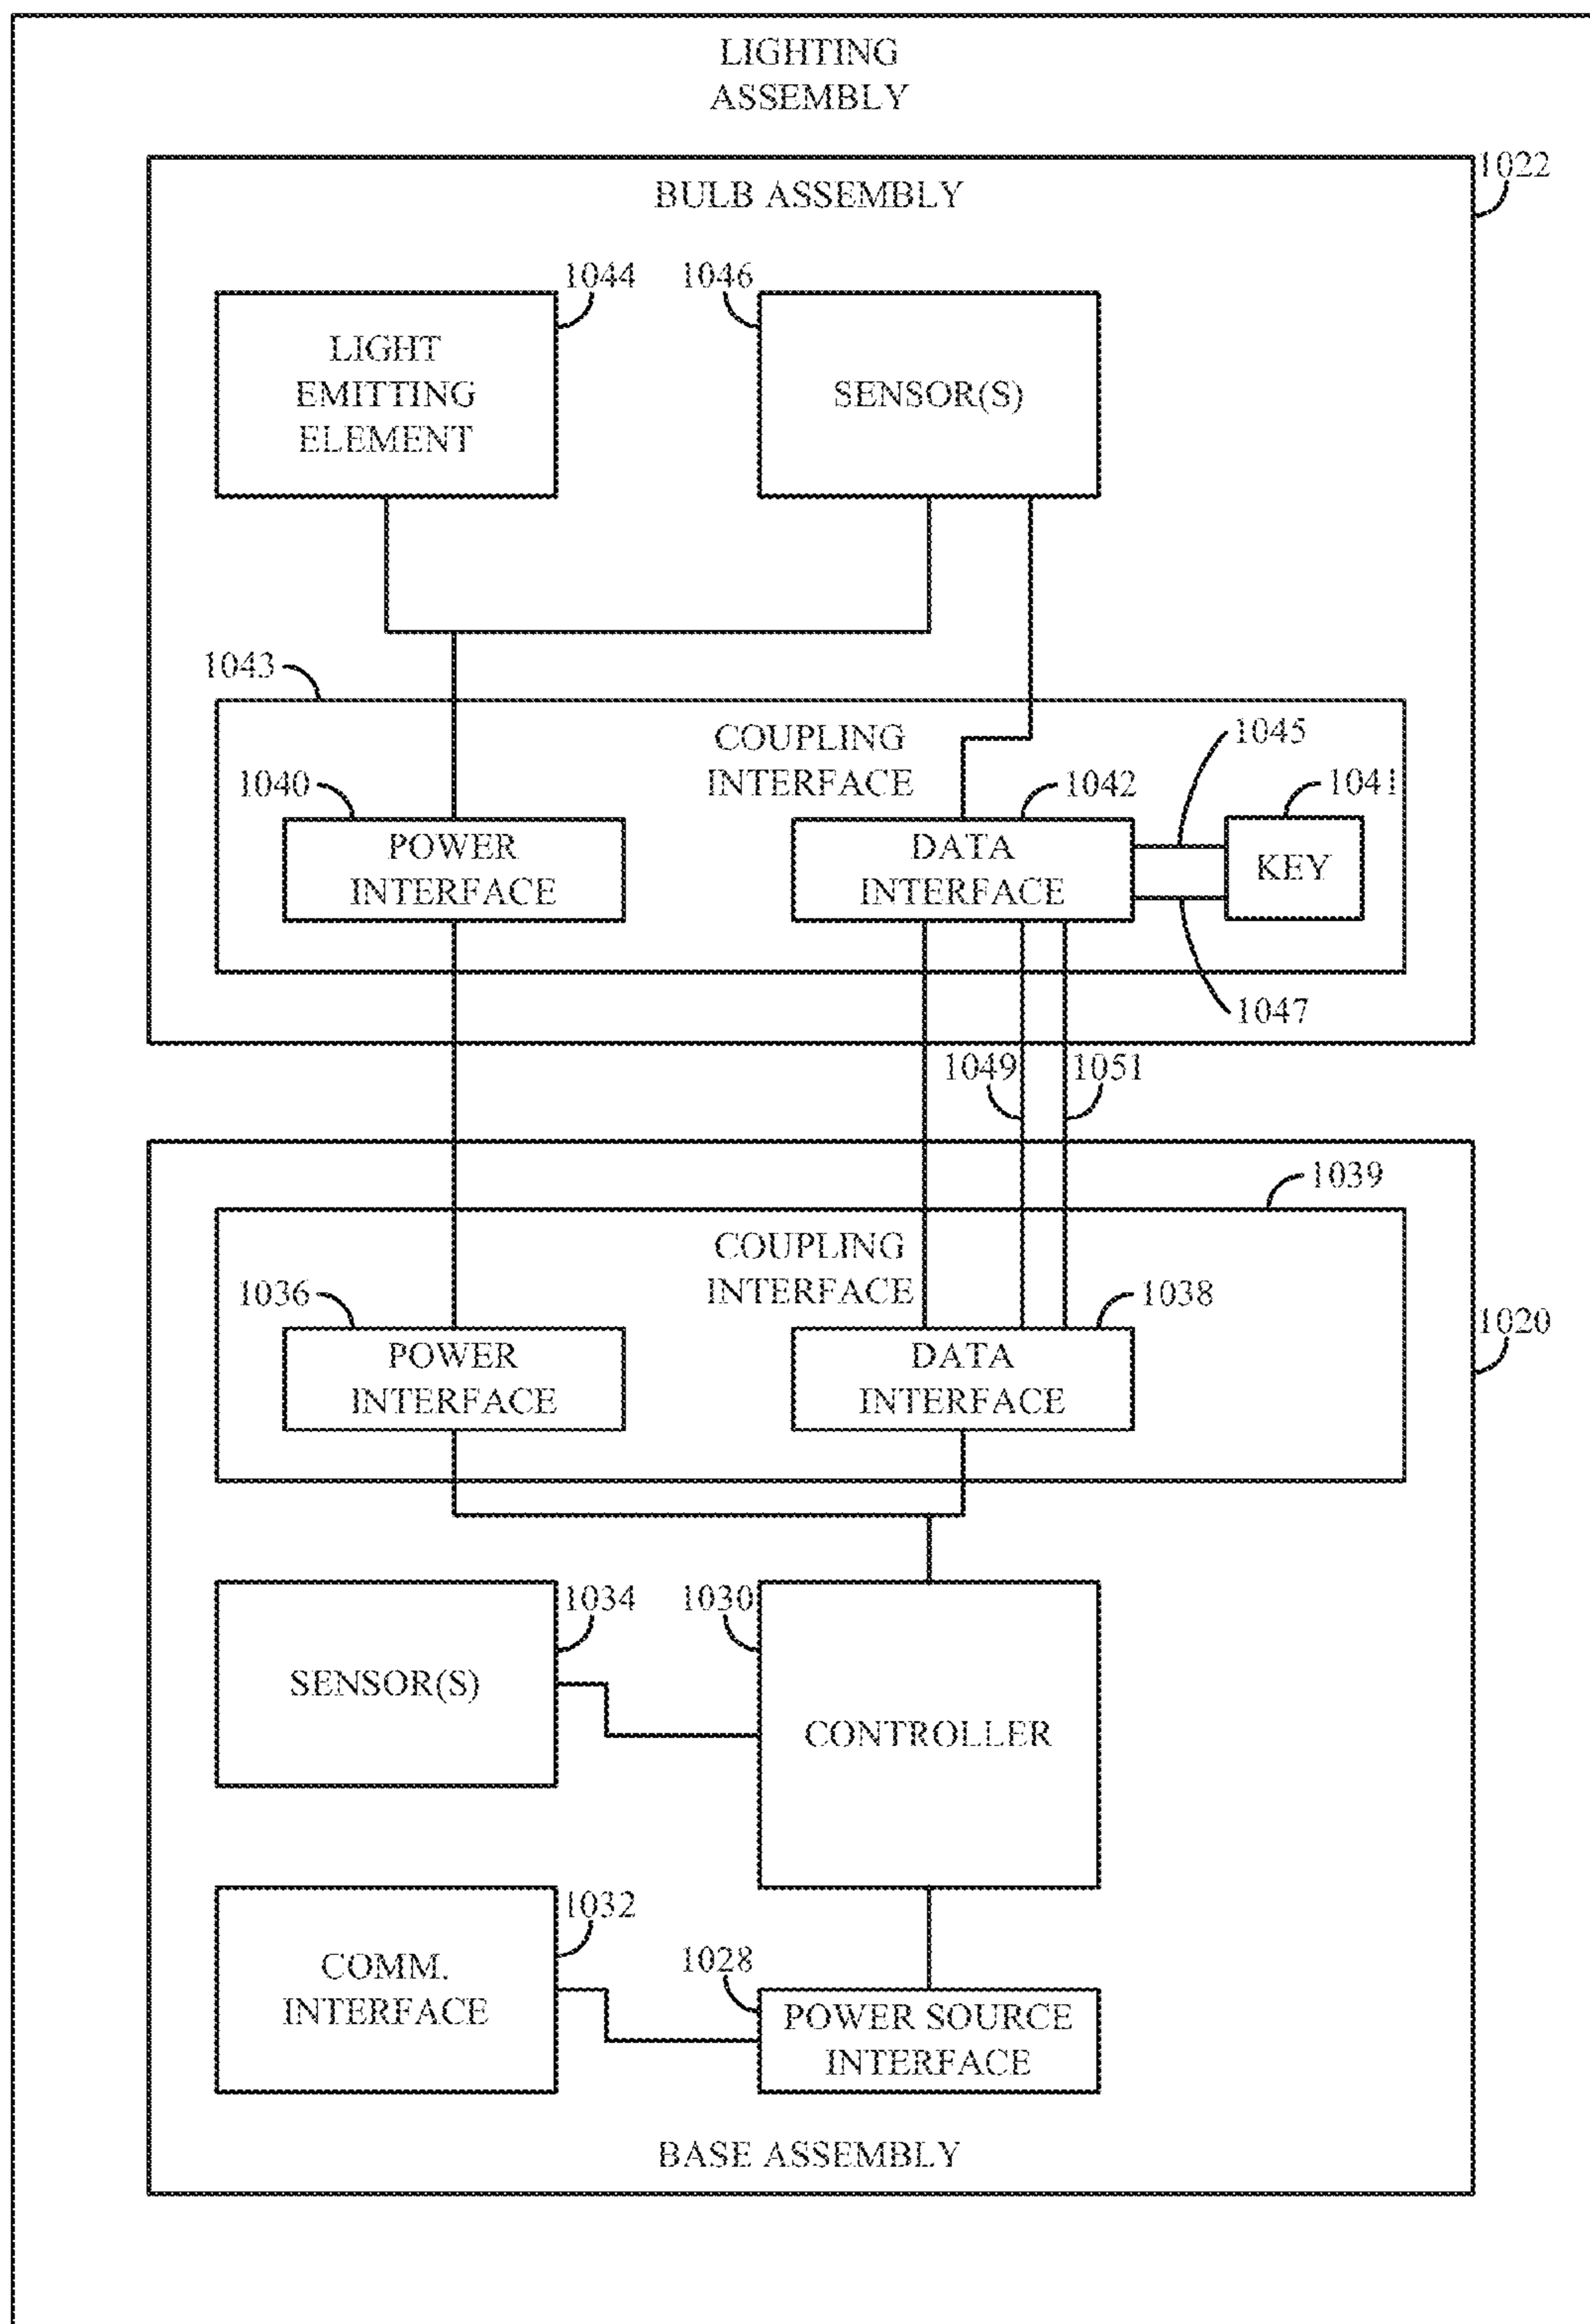 LIGHTING
ASSEMBLY
1022
BULB ASSEMBLY
1044
1046
LIGHT
EMITTING
ELEMENT
SENSOR(S)
1043
COUPLING
INTERFACE
1045
1040
1042
1041
POWER
INTERFACE
DATA
INTERFACE
KEY
1047
1049
1051
1039
COUPLING
INTERFACE
1036
1038
1020
POWER
INTERFACE
DATA
INTERFACE
1034
1030
SENSOR(S)
CONTROLLER
1032
COMM.
INTERFACE
1028
POWER SOURCE
INTERFACE
BASE ASSEMBLY